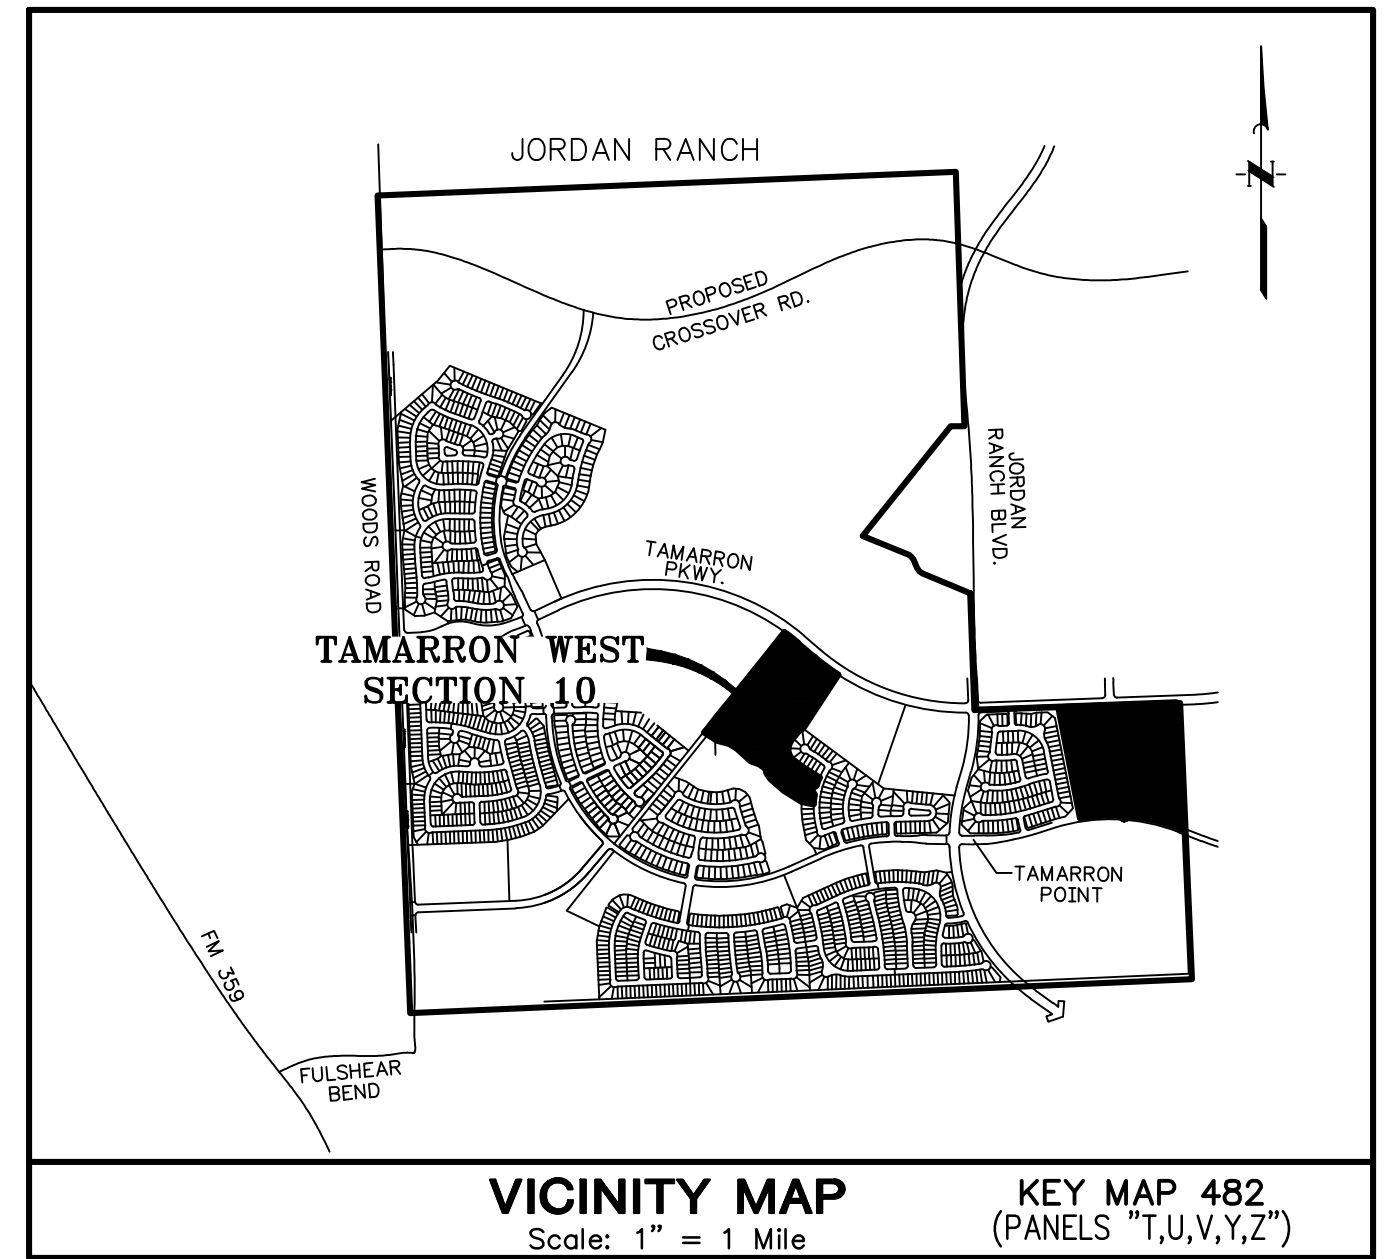 JORDAN RANCH
N
PROPOSED
CROSSOVER RD.
JORDAN
RANCH BLVD.
WOODS ROAD
TAMARRON
PKWY.
TAMARRON WEST
SECTION 10
TAMARRON
POINT
FM 359
FULSHEAR
BEND
VICINITY MAP
Scale: 1" = 1 Mile
KEY MAP 482
(PANELS "T,U,V,Y,Z")